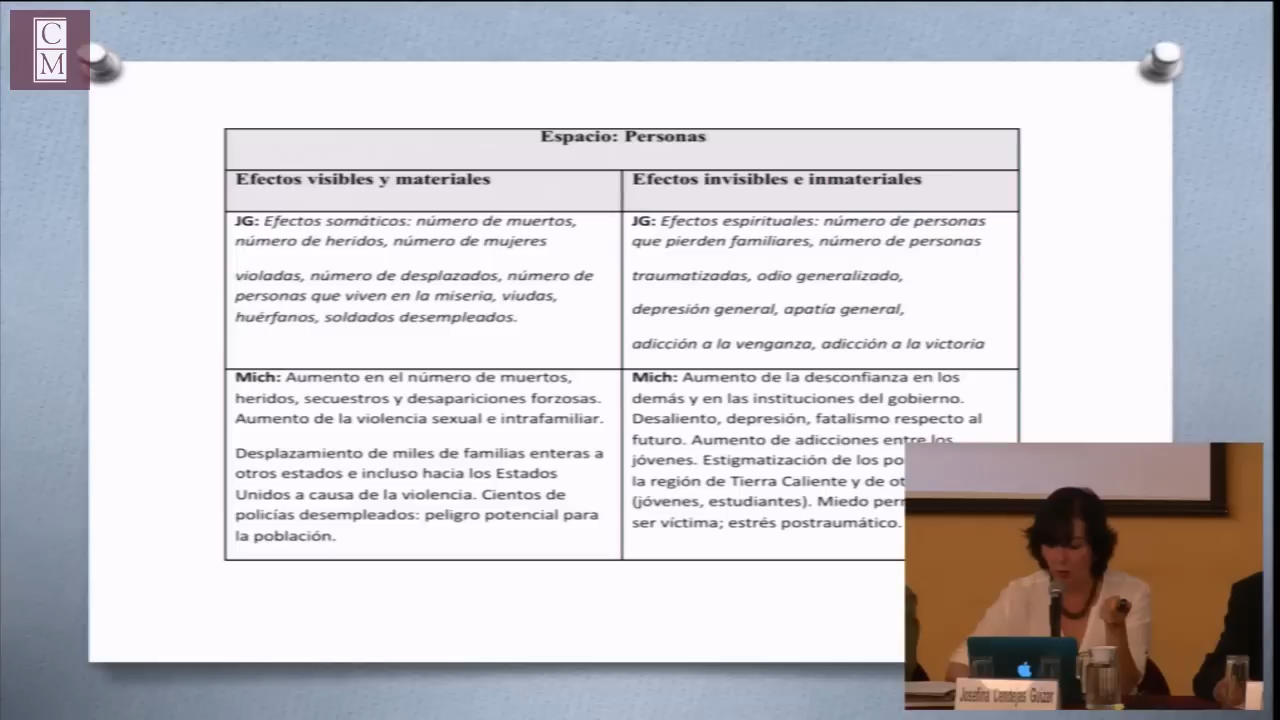 C
M
Espacio: Personas
Efectos visibles y materiales
Efectos invisibles e inmateriales
JG: Efectos somáticos: número de muertos,
número de heridos, número de mujeres
violadas, número de desplazados, número de
personas que viven en la miseria, viudas,
huérfanos, soldados desempleados.
JG: Efectos espirituales: número de personas
que pierden familiares, número de personas
traumatizadas, odio generalizado,
depresión general, apatía general,
adicción a la venganza, adicción a la victoria
Mich: Aumento en el número de muertos,
heridos, secuestros y desapariciones forzosas.
Aumento de la violencia sexual e intrafamiliar.
Desplazamiento de miles de familias enteras a
otros estados e incluso hacia los Estados
Unidos a causa de la violencia. Cientos de
policías desempleados: peligro potencial para
la población.
Mich: Aumento de la desconfianza en los
demás y en las instituciones del gobierno.
Desaliento, depresión, fatalismo respecto al
futuro. Aumento de adicciones entre los
jóvenes. Estigmatización de los
la región de Tierra Caliente y de
(jóvenes, estudiantes). Miedo
ser víctima; estrés postraumático.
Josefina Cendejas Guízar